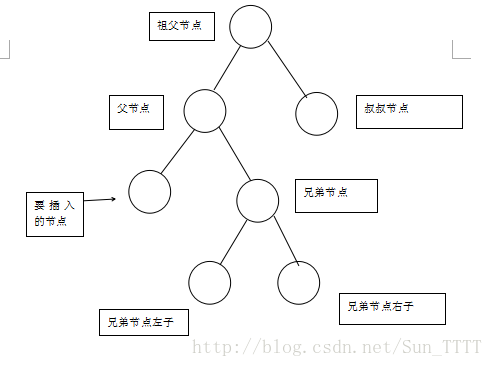 祖父节点
父节点
叔叔节点
要插入
的节点
兄弟节点
兄弟节点左子
兄弟节点右子
http://blog.csdn.net/Sun_TTTT